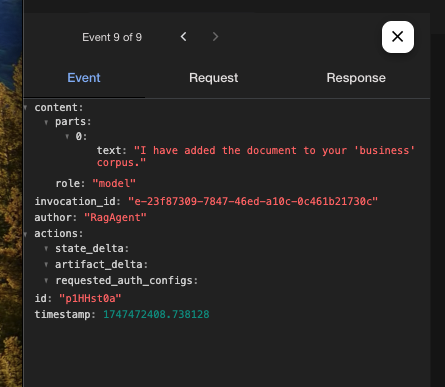 Event 9 of 9
Event Request Response
content:
parts:
0:
text: "I have added the document to your 'business'
corpus."
role: "model"
invocation_id: "e-23f87309-7847-46ed-a10c-0c461b21730c"
author: "RagAgent"
actions:
state_delta:
artifact_delta:
requested_auth_configs:
id: "p1HHst0a"
timestamp: 1747472408.738128